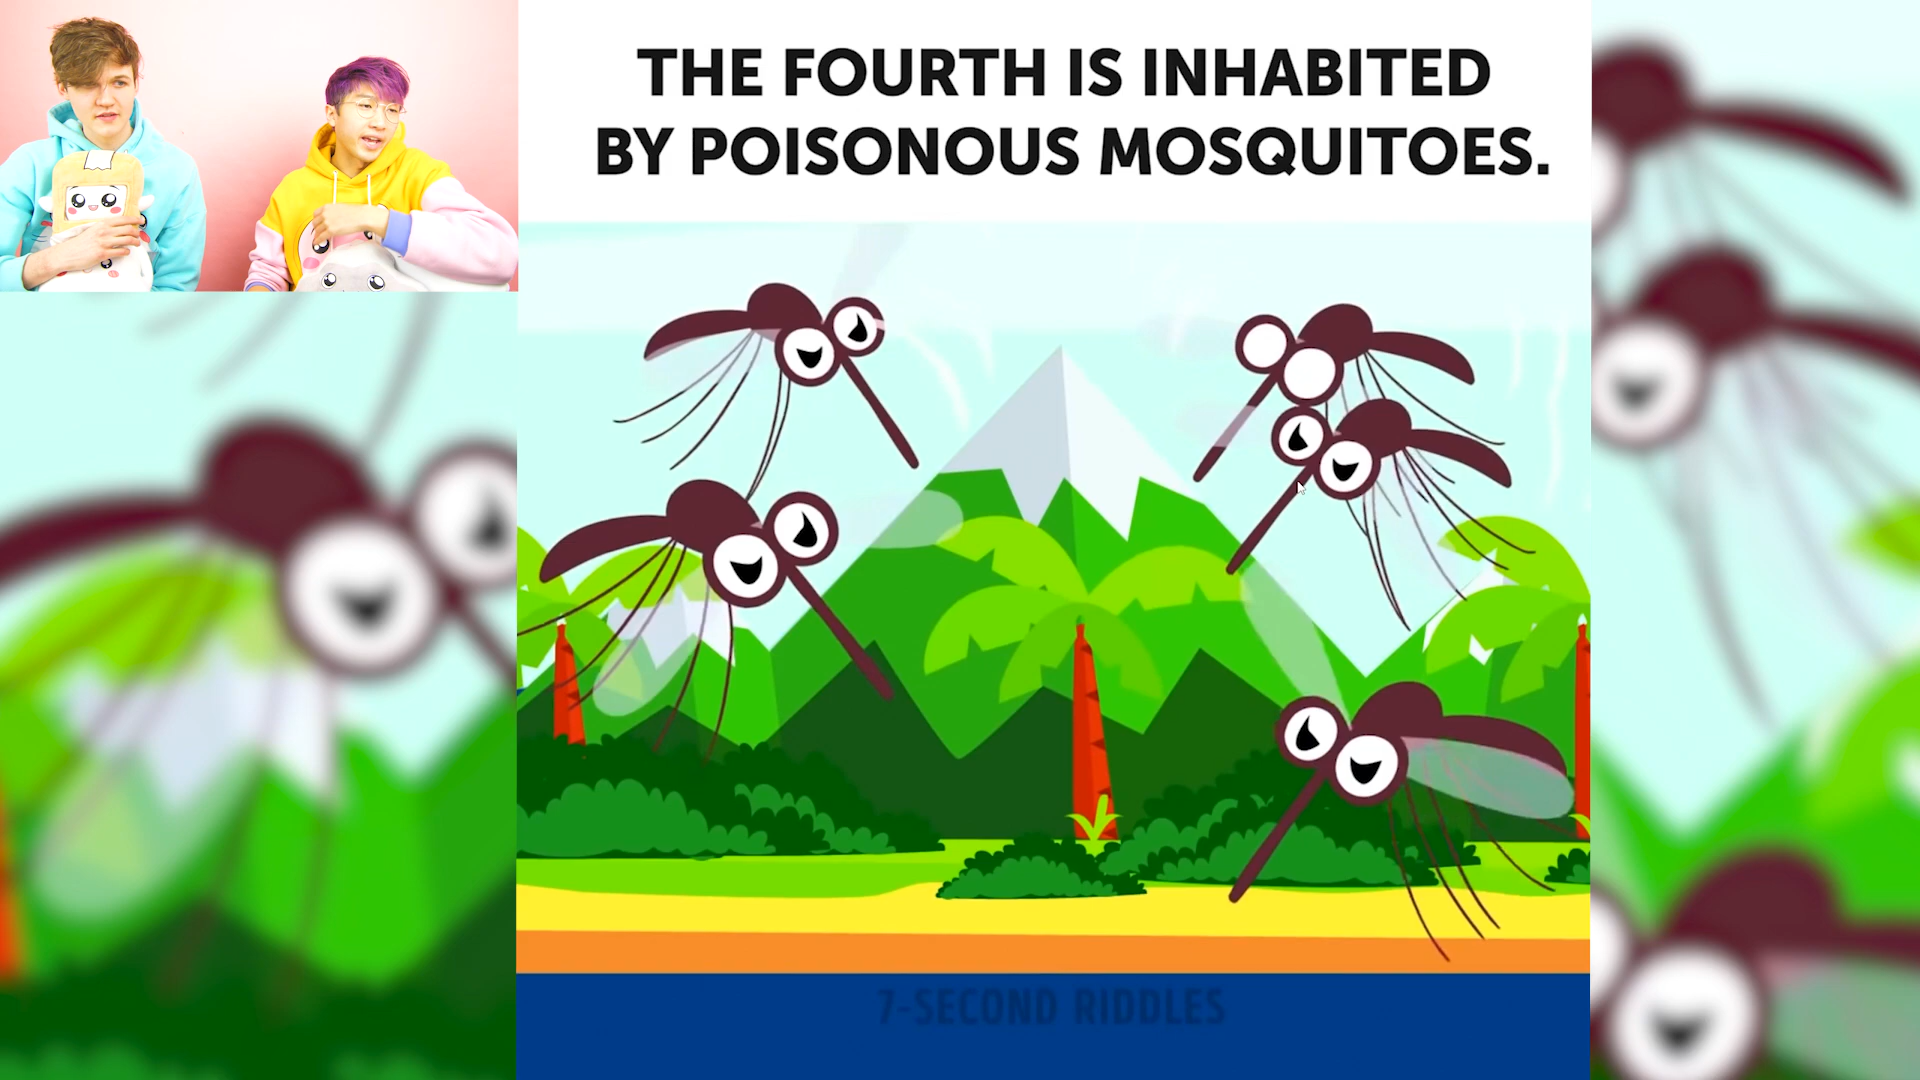 THE FOURTH IS INHABITED
BY POISONOUS MOSQUITOES.
7-SECOND RIDDLES